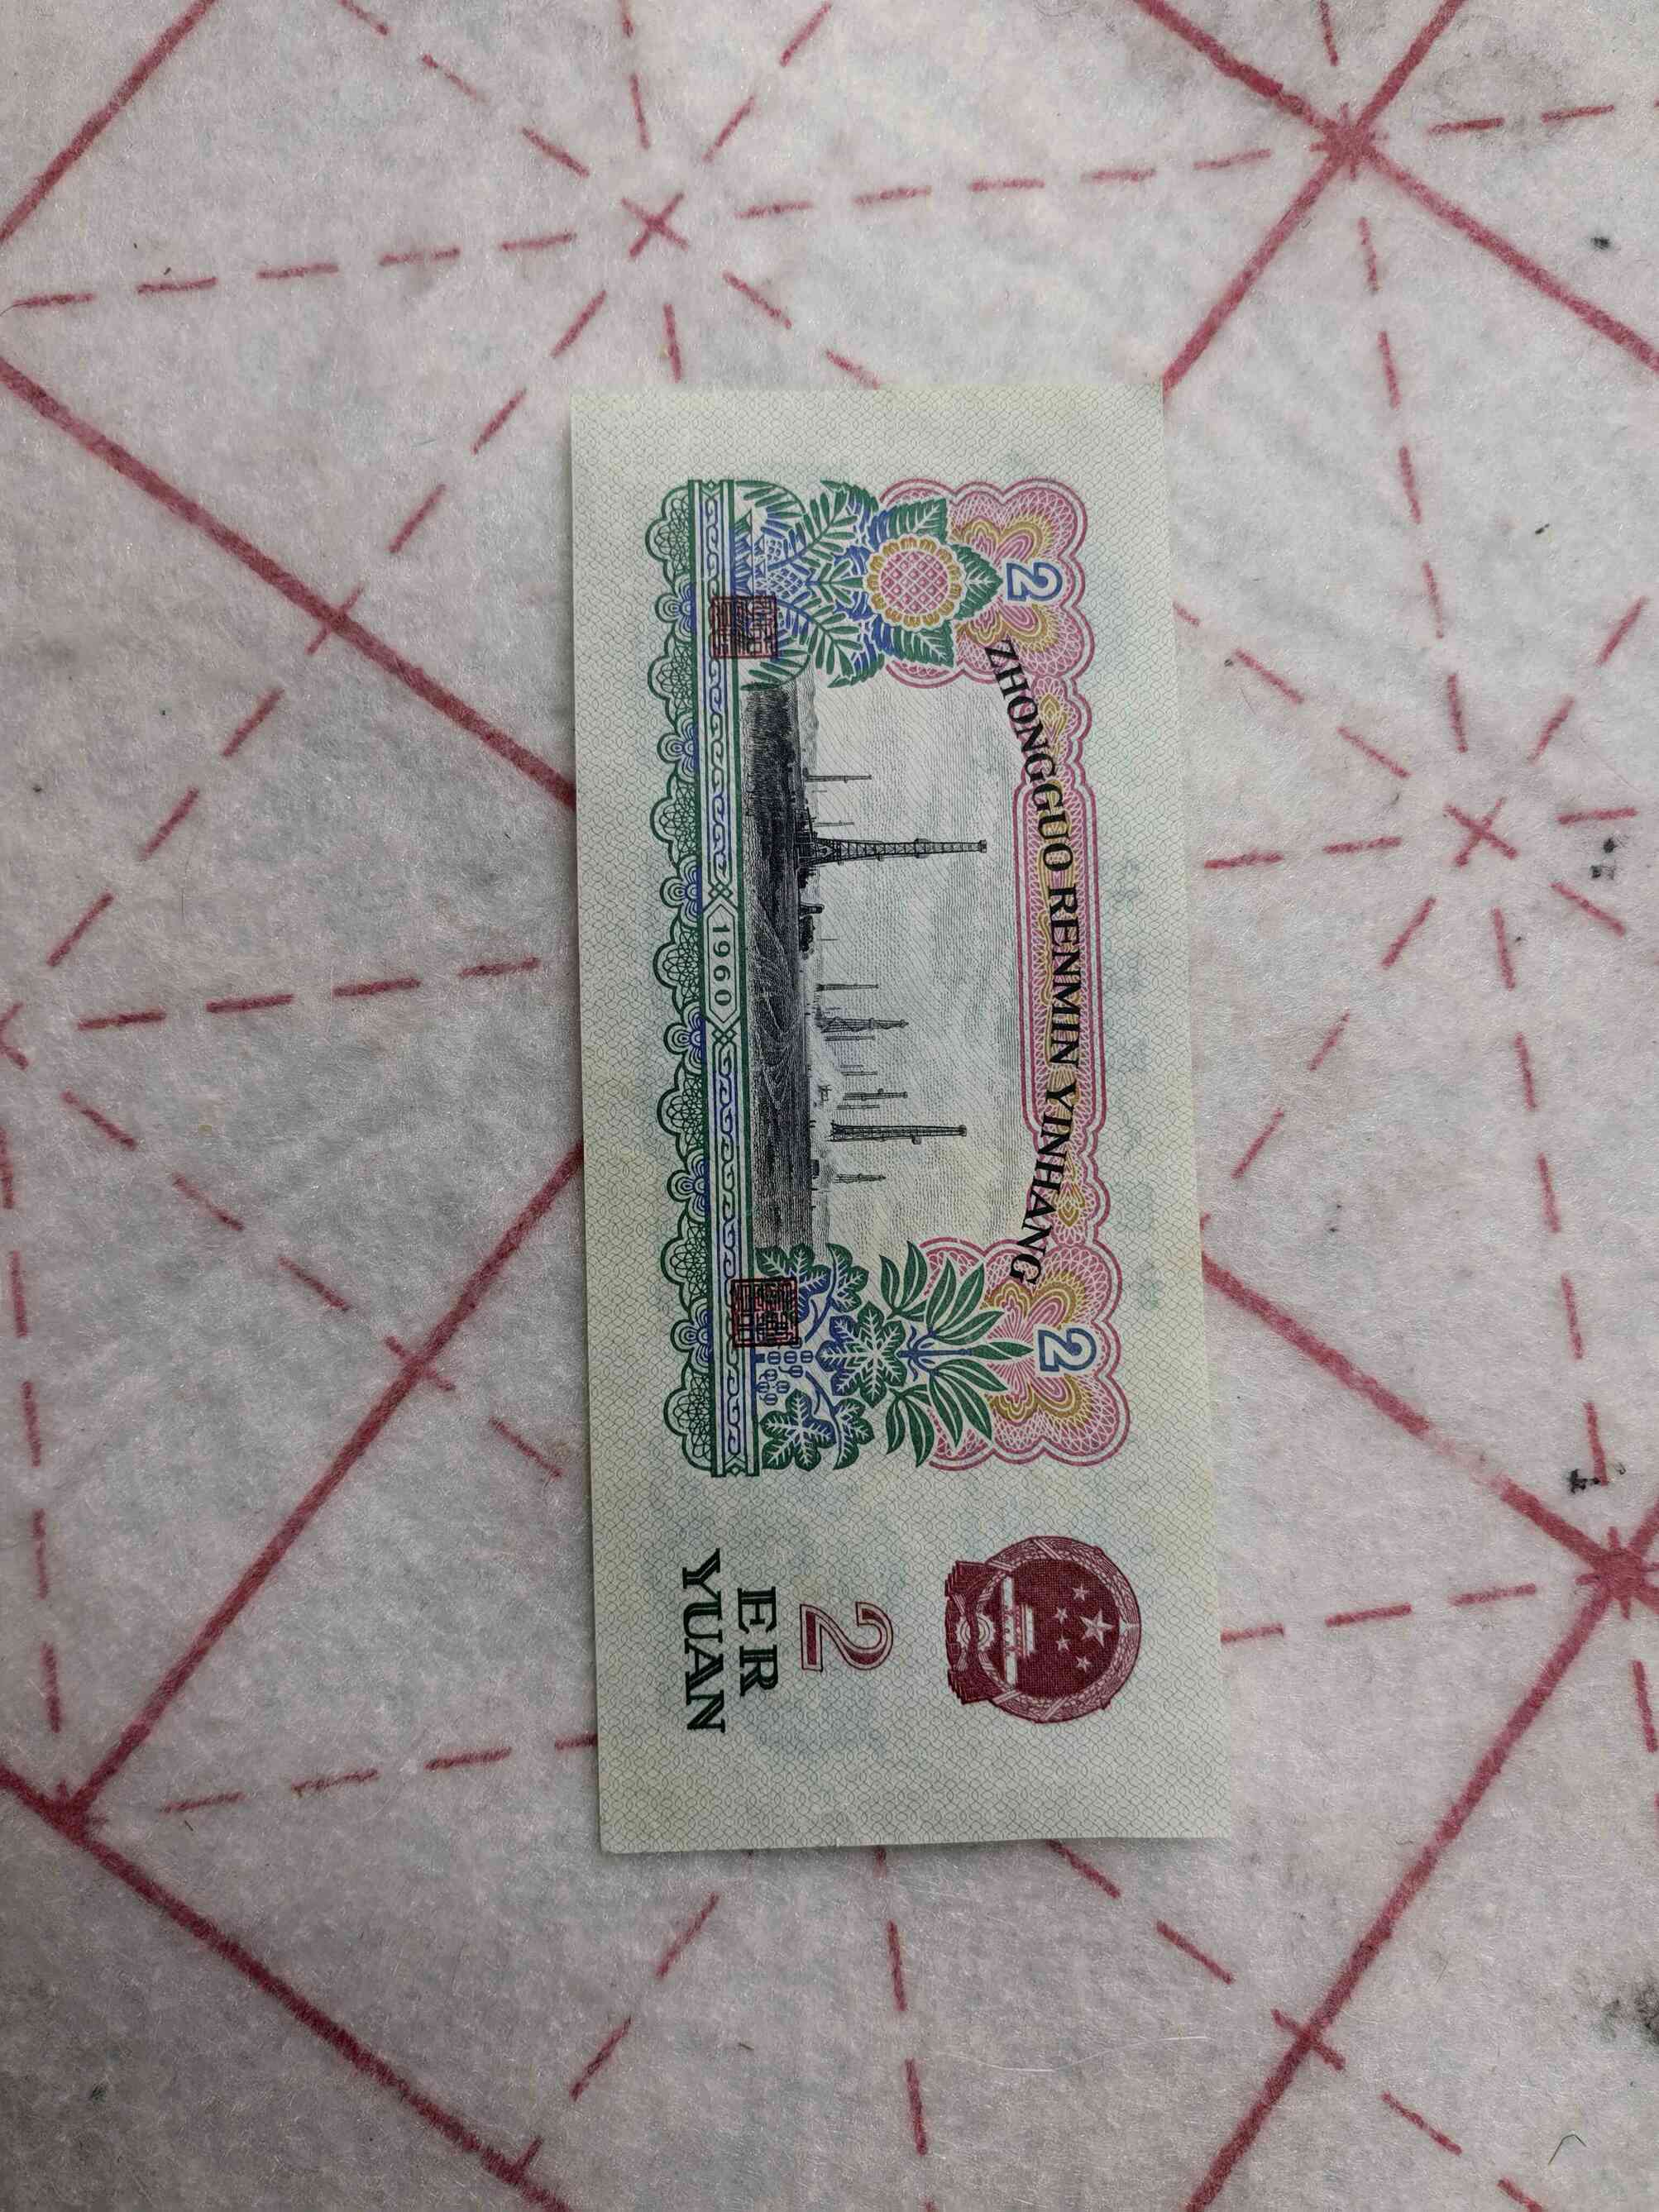 2
ZHONGGUO RENMIN YINHANG
2
1960
2
ER
YUAN